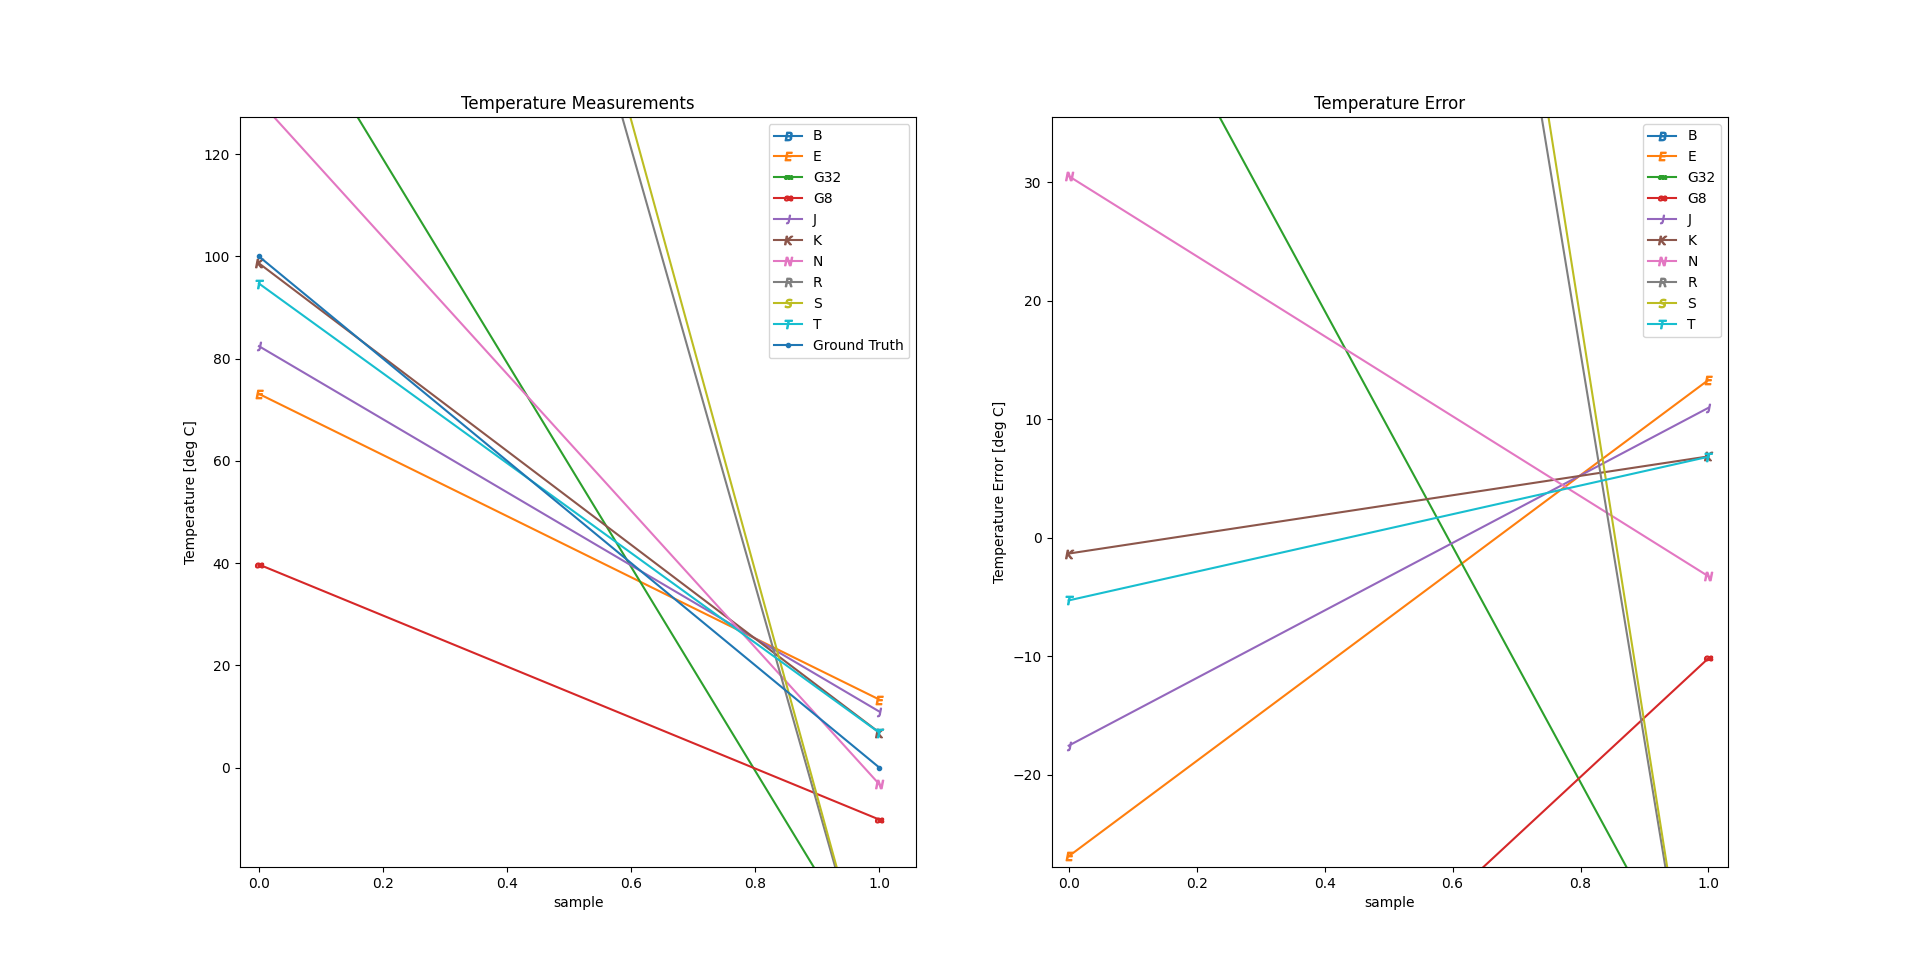 Temperature Measurements
Temperature [deg C]
120
100
80
60
40
20
0
0.0 0.2 0.4 0.6 0.8 1.0
sample
B
E
G32
G8
J
K
N
R
S
T
Ground Truth
Temperature Error
Temperature Error [deg C]
30
20
10
0
−10
−20
0.0 0.2 0.4 0.6 0.8 1.0
sample
B
E
G32
G8
J
K
N
R
S
T